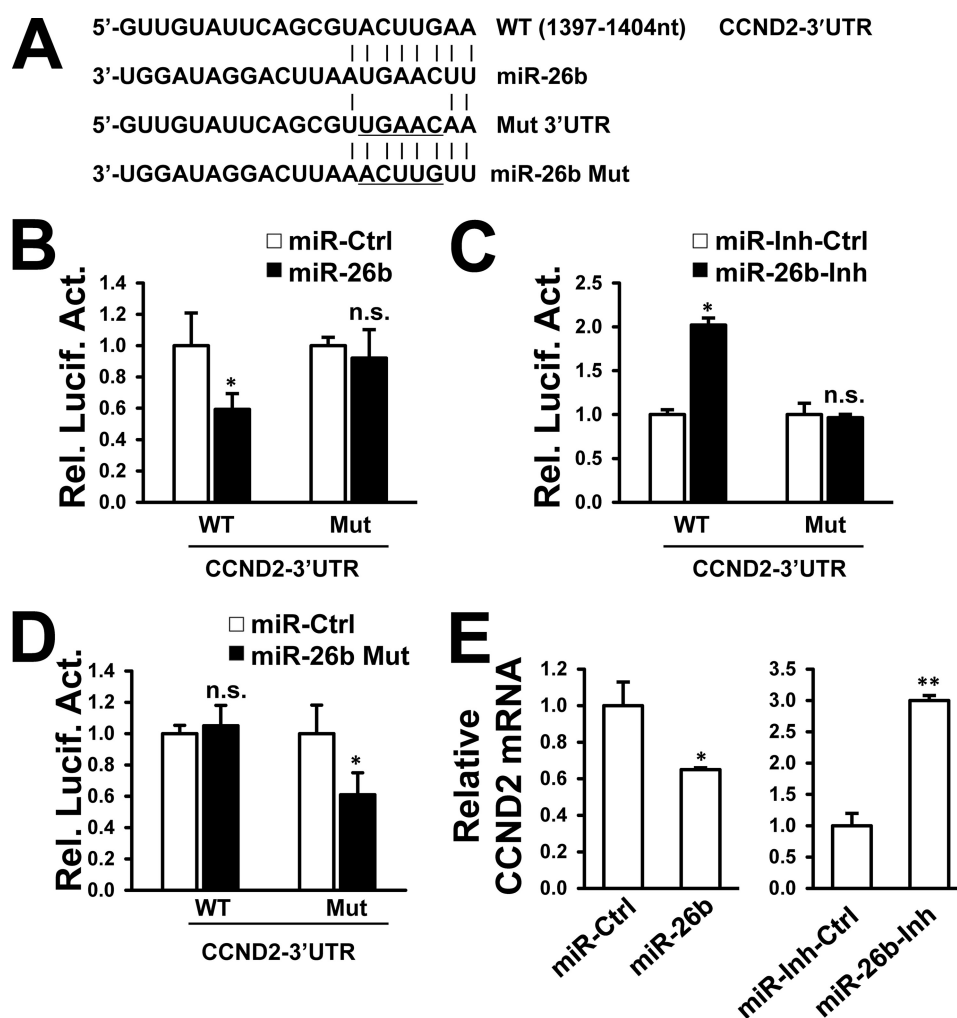 A
5'-GUUGUAUUCAGCGUACUUGAA WT (1397-1404nt) CCND2-3'UTR
3'-UGGAUAGGACUUAAUGAACUU miR-26b
5'-GUUGUAUUCAGCGUUGAACAA Mut 3'UTR
3'-UGGAUAGGACUUAAACUUGUU miR-26b Mut
B
miR-Ctrl
miR-26b
Rel. Lucif. Act.
1.4
1.2
1.0
0.8
0.6
0.4
0.2
0.0
*
n.s.
WT Mut
CCND2-3'UTR
C
miR-Inh-Ctrl
miR-26b-Inh
Rel. Lucif. Act.
2.5
2.0
1.0
0.5
0.0
*
n.s.
WT Mut
CCND2-3'UTR
D
miR-Ctrl
miR-26b Mut
Rel. Lucif. Act.
1.4
1.2
1.0
0.8
0.6
0.4
0.2
0.0
n.s.
*
WT Mut
CCND2-3'UTR
E
Relative
CCND2 mRNA
1.2
1.0
0.8
0.6
0.4
0.2
0.0
*
miR-Ctrl
miR-26b
3.5
3.0
2.5
2.0
1.5
1.0
0.5
0.0
**
miR-Inh-Ctrl
miR-26b-Inh